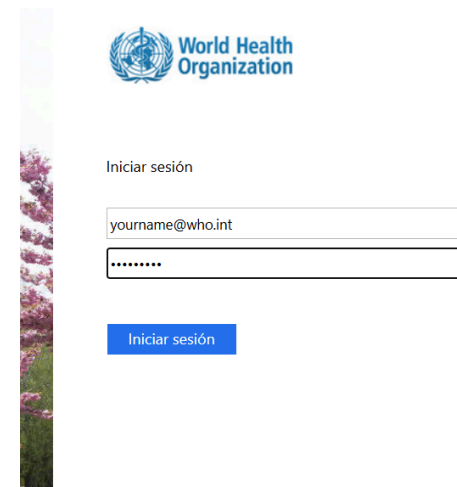 World Health
Organization
Iniciar sesión
yourname@who.int
•••••••••
Iniciar sesión